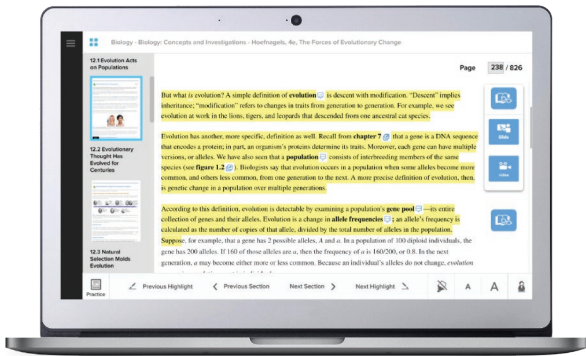 Biology - Biology: Concepts and Investigations - Hoefnagels, 4e, The Forces of Evolutionary Change
12.1 Evolution Acts
on Populations
12.2 Evolutionary
Thought Has
Evolved for
Centuries
12.3 Natural
Selection Molds
Evolution
Practice
Page 238 / 826
But what is evolution? A simple definition of evolution is descent with modification. "Descent" implies
inheritance; "modification" refers to changes in traits from generation to generation. For example, we see
evolution at work in the lions, tigers, and leopards that descended from one ancestral cat species.
Evolution has another, more specific, definition as well. Recall from chapter 7 that a gene is a DNA sequence
that encodes a protein; in part, an organism's proteins determine its traits. Moreover, each gene can have multiple
versions, or alleles. We have also seen that a population consists of interbreeding members of the same
species (see figure 1.2). Biologists say that evolution occurs in a population when some alleles become more
common, and others less common, from one generation to the next. A more precise definition of evolution, then,
is genetic change in a population over multiple generations.
According to this definition, evolution is detectable by examining a population's gene pool —its entire
collection of genes and their alleles. Evolution is a change in allele frequencies; an allele's frequency is
calculated as the number of copies of that allele, divided by the total number of alleles in the population.
Suppose, for example, that a gene has 2 possible alleles, A and a. In a population of 100 diploid individuals, the
gene has 200 alleles. If 160 of those alleles are a, then the frequency of a is 160/200, or 0.8. In the next
generation, a may become either more or less common. Because an individual's alleles do not change, evolution
Slide
Previous Highlight
Previous Section
Next Section
Next Highlight
A
A